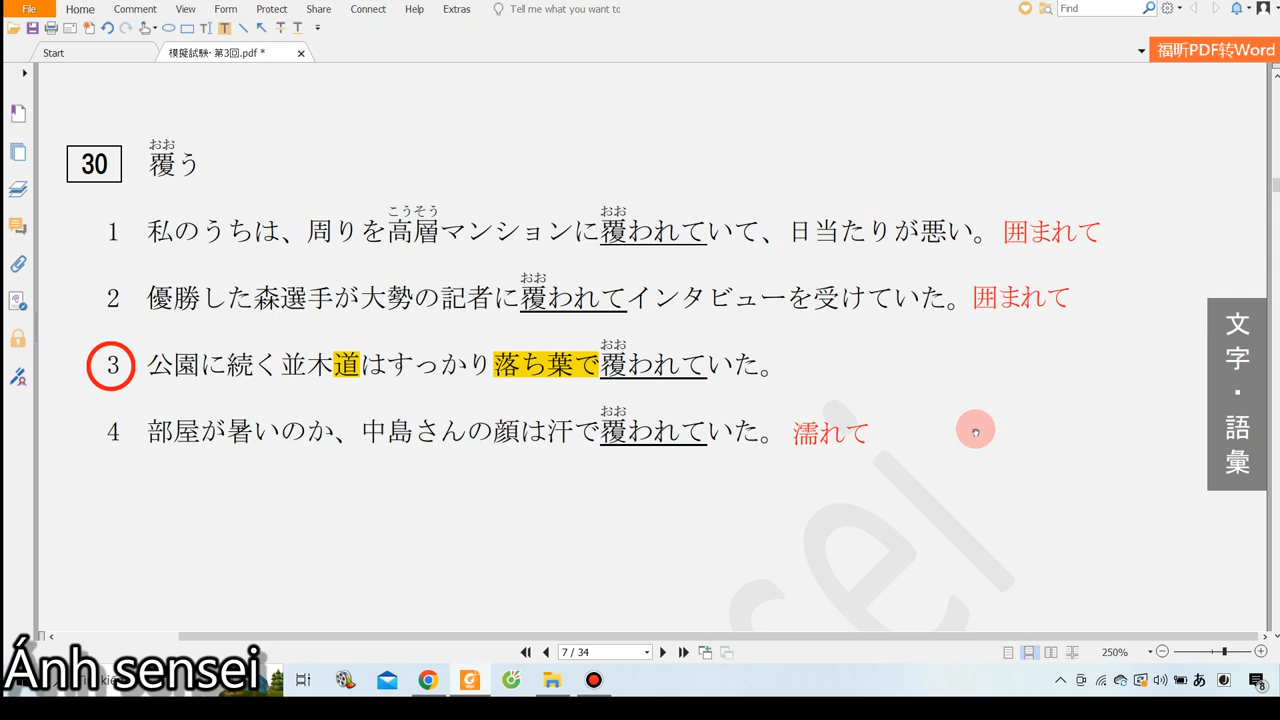 File Home Comment View Form Protect Share Connect Help Extras Tell me what you want to Find
Start 模擬試験- 第3回.pdf * 福昕PDF转Word
おお
30 覆う
こうそう おお
1 私のうちは、周りを高層マンションに覆われていて、日当たりが悪い。 囲まれて
おお
2 優勝した森選手が大勢の記者に覆われてインタビューを受けていた。 囲まれて
おお
3 公園に続く並木道はすっかり落ち葉で覆われていた。
おお
4 部屋が暑いのか、中島さんの顔は汗で覆われていた。 濡れて
文字・語彙
cel
7 / 34 250%
Ánh sensei
あ 8